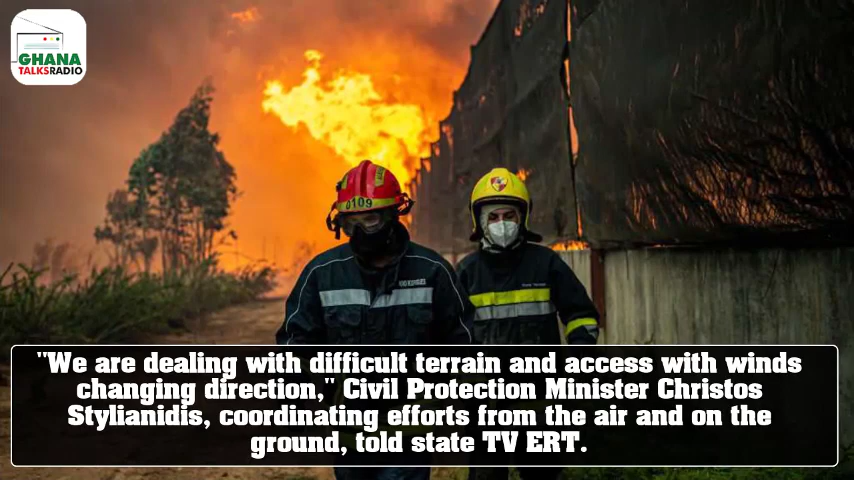 GHANA
TALKSRADIO
0109
"We are dealing with difficult terrain and access with winds
changing direction," Civil Protection Minister Christos
Stylianidis, coordinating efforts from the air and on the
ground, told state TV ERT.